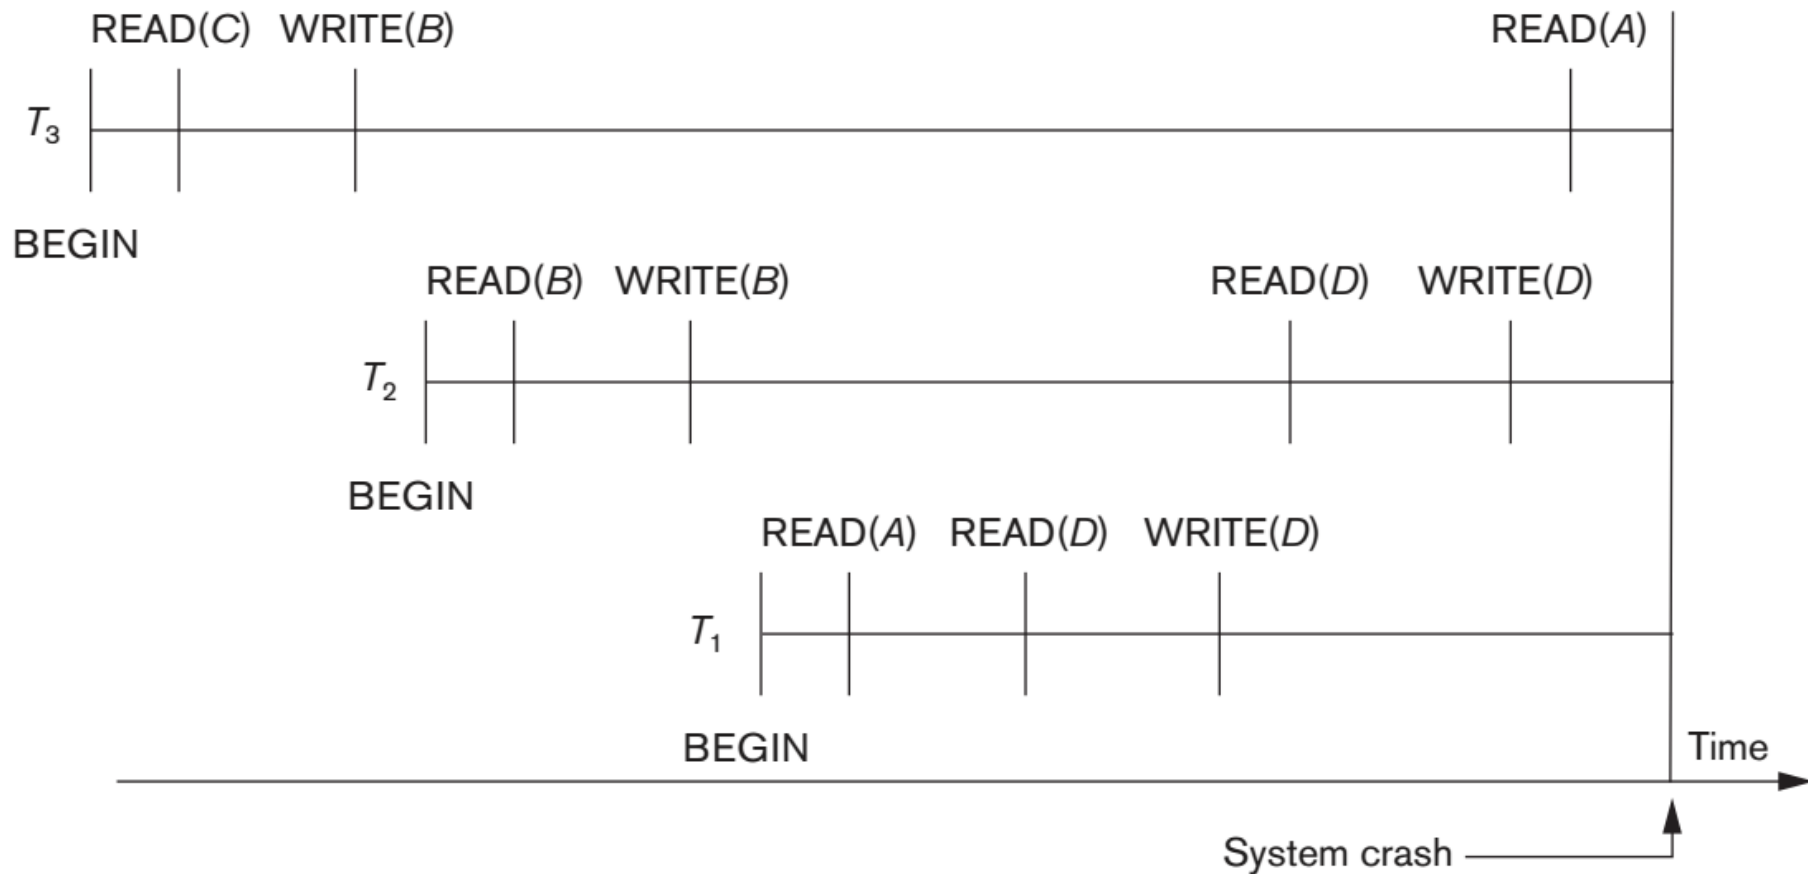 READ(C) WRITE(B) READ(A)
T3
BEGIN
READ(B) WRITE(B) READ(D) WRITE(D)
T2
BEGIN
READ(A) READ(D) WRITE(D)
T1
BEGIN
Time
System crash